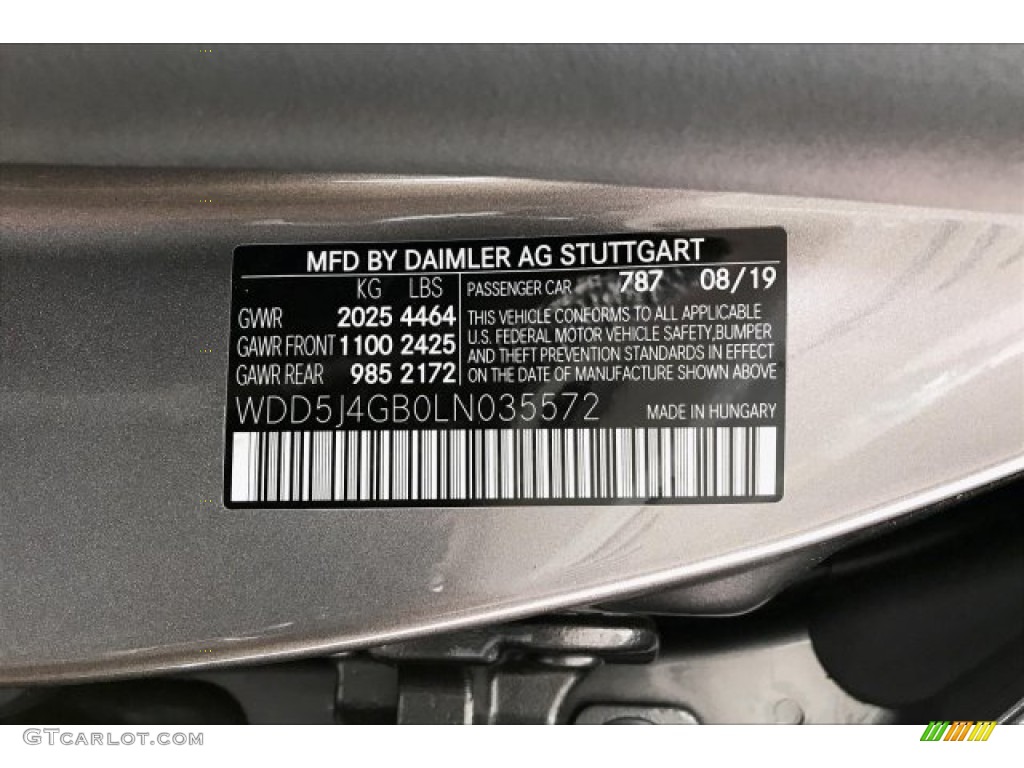 MFD BY DAIMLER AG STUTTGART
KG LBS PASSENGER CAR 787 08/19
GVWR 2025 4464 THIS VEHICLE CONFORMS TO ALL APPLICABLE
U.S. FEDERAL MOTOR VEHICLE SAFETY,BUMPER
GAWR FRONT 1100 2425 AND THEFT PREVENTION STANDARDS IN EFFECT
GAWR REAR 985 2172 ON THE DATE OF MANUFACTURE SHOWN ABOVE
WDD5J4GB0LN035572 MADE IN HUNGARY
GTcarlot.com